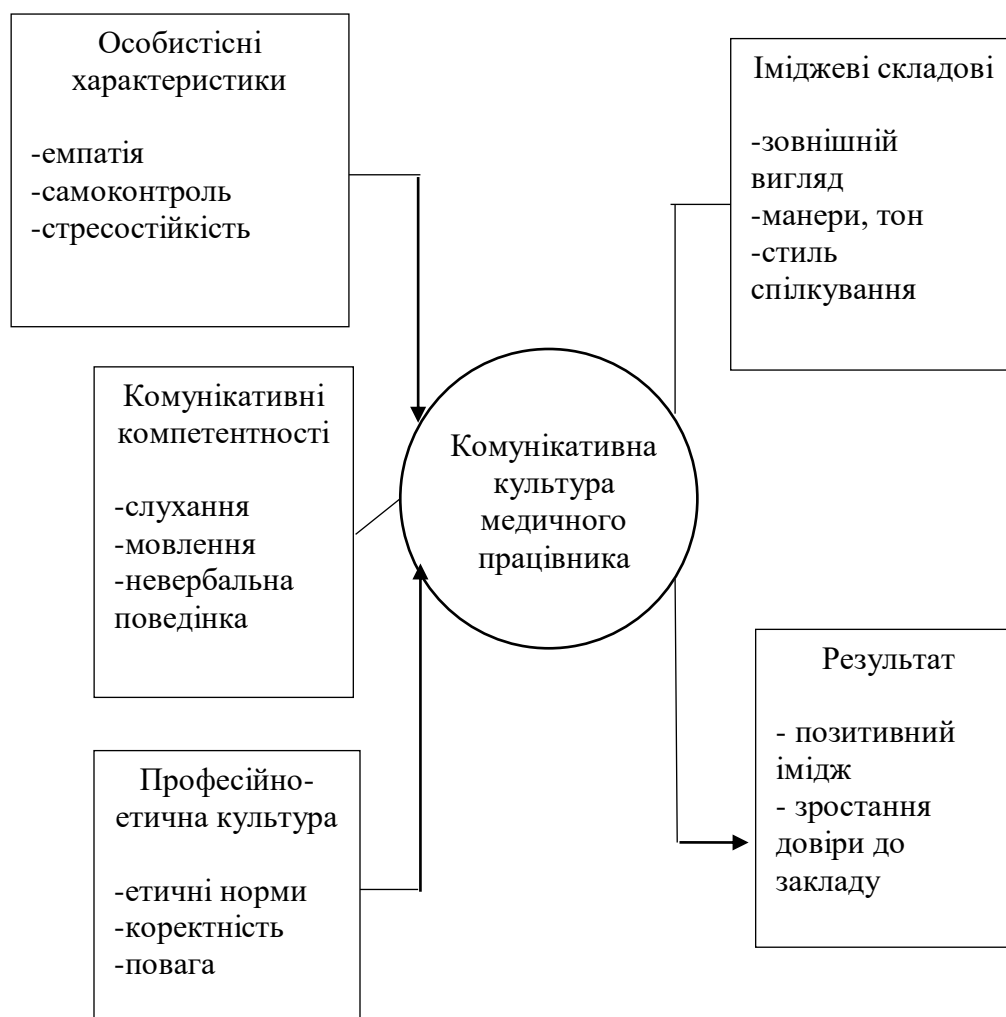 Особистісні
характеристики
-емпатія
-самоконтроль
-стресостійкість
Комунікативні
компетентності
-слухання
-мовлення
-невербальна
поведінка
Професійно-
етична культура
-етичні норми
-коректність
-повага
Комунікативна
культура
медичного
працівника
Іміджеві складові
-зовнішній
вигляд
-манери, тон
-стиль
спілкування
Результат
- позитивний
імідж
- зростання
довіри до
закладу